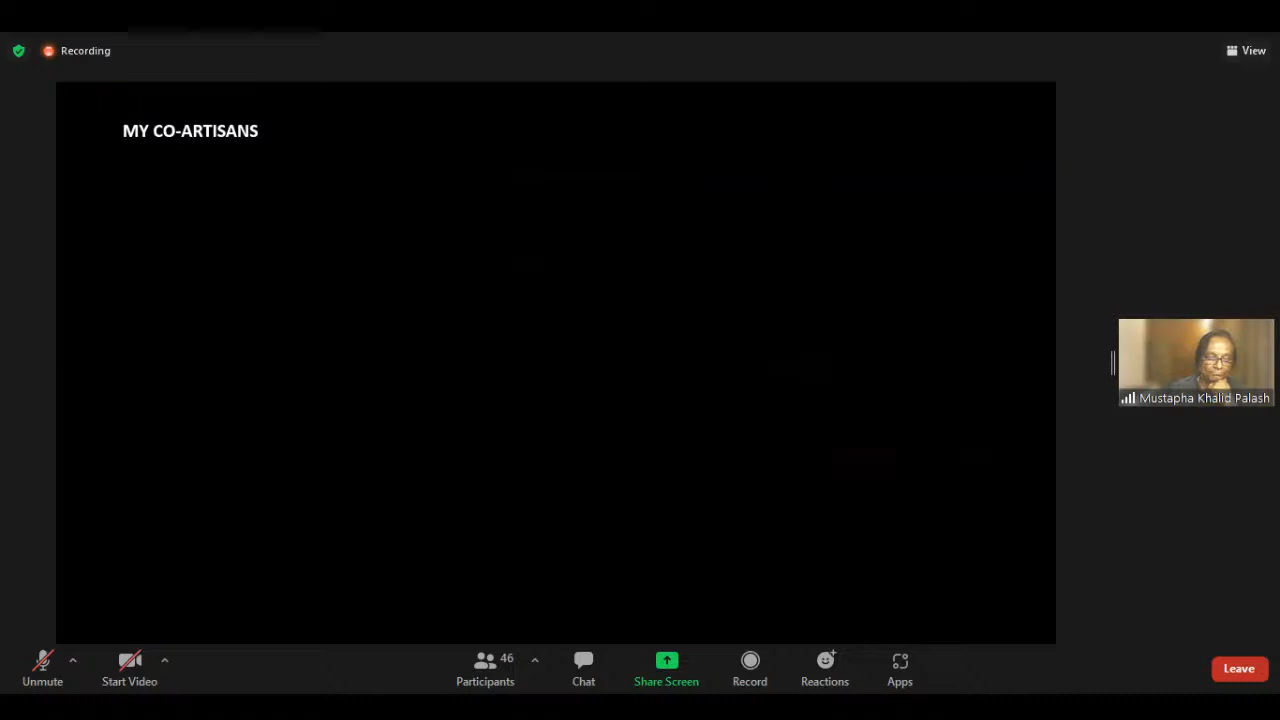 Recording
View
MY CO-ARTISANS
Mustapha Khalid Palash
46
Unmute
Start Video
Participants
Chat
Share Screen
Record
Reactions
Apps
Leave